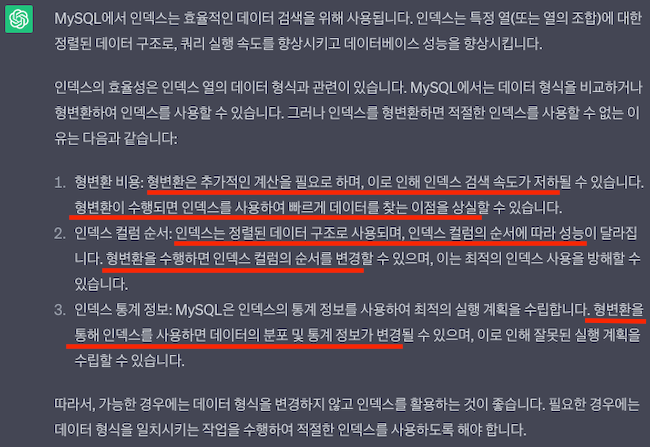 MySQL에서 인덱스는 효율적인 데이터 검색을 위해 사용됩니다. 인덱스는 특정 열(또는 열의 조합)에 대한
정렬된 데이터 구조로, 쿼리 실행 속도를 향상시키고 데이터베이스 성능을 향상시킵니다.
인덱스의 효율성은 인덱스 열의 데이터 형식과 관련이 있습니다. MySQL에서는 데이터 형식을 비교하거나
형변환하여 인덱스를 사용할 수 있습니다. 그러나 인덱스를 형변환하면 적절한 인덱스를 사용할 수 없는 이
유는 다음과 같습니다:
1. 형변환 비용: 형변환은 추가적인 계산을 필요로 하며, 이로 인해 인덱스 검색 속도가 저하될 수 있습니다.
형변환이 수행되면 인덱스를 사용하여 빠르게 데이터를 찾는 이점을 상실할 수 있습니다.
2. 인덱스 컬럼 순서: 인덱스는 정렬된 데이터 구조로 사용되며, 인덱스 컬럼의 순서에 따라 성능이 달라집
니다. 형변환을 수행하면 인덱스 컬럼의 순서를 변경할 수 있으며, 이는 최적의 인덱스 사용을 방해할 수
있습니다.
3. 인덱스 통계 정보: MySQL은 인덱스의 통계 정보를 사용하여 최적의 실행 계획을 수립합니다. 형변환을
통해 인덱스를 사용하면 데이터의 분포 및 통계 정보가 변경될 수 있으며, 이로 인해 잘못된 실행 계획을
수립할 수 있습니다.
따라서, 가능한 경우에는 데이터 형식을 변경하지 않고 인덱스를 활용하는 것이 좋습니다. 필요한 경우에는
데이터 형식을 일치시키는 작업을 수행하여 적절한 인덱스를 사용하도록 해야 합니다.